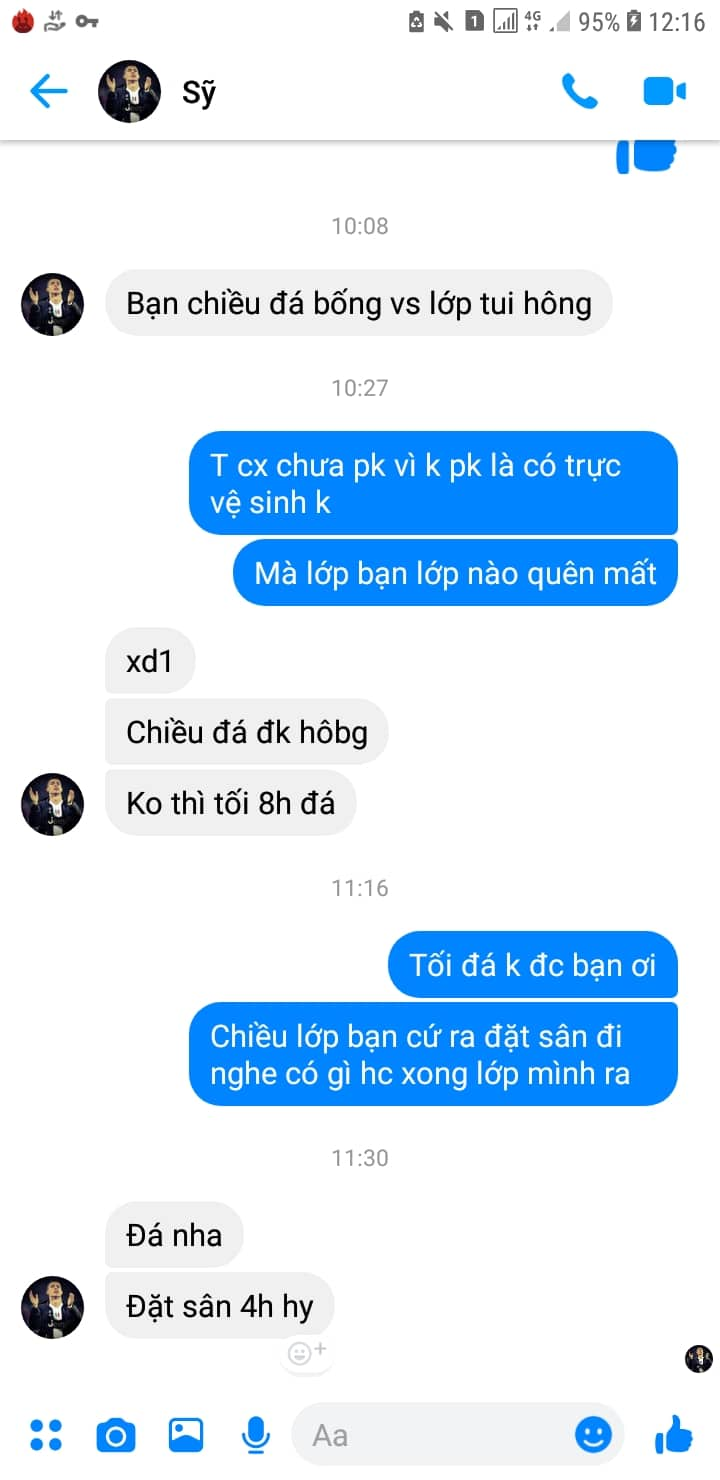 1
4G
95%
12:16
Sỹ
10:08
Bạn chiều đá bống vs lớp tui hông
10:27
T cx chưa pk vì k pk là có trực
vệ sinh k
Mà lớp bạn lớp nào quên mất
xd1
Chiều đá đk hôbg
Ko thì tối 8h đá
11:16
Tối đá k đc bạn ơi
Chiều lớp bạn cứ ra đặt sân đi
nghe có gì hc xong lớp mình ra
11:30
Đá nha
Đặt sân 4h hy
Aa